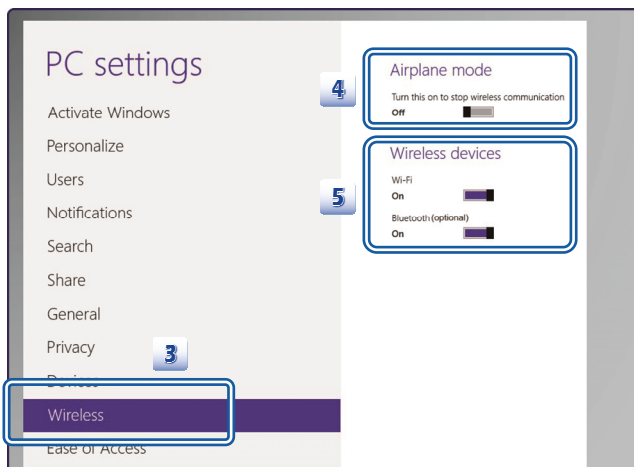 PC settings
Activate Windows
Personalize
Users
Notifications
Search
Share
General
Privacy
3
Devices
Wireless
Ease of Access
4
Airplane mode
Turn this on to stop wireless communication
Off
5
Wireless devices
Wi-Fi
On
Bluetooth (optional)
On